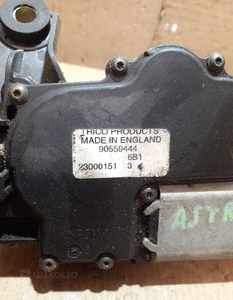 TRICO PRODUCTS
MADE IN ENGLAND
90559444
6B1
23000151 3
ASTR